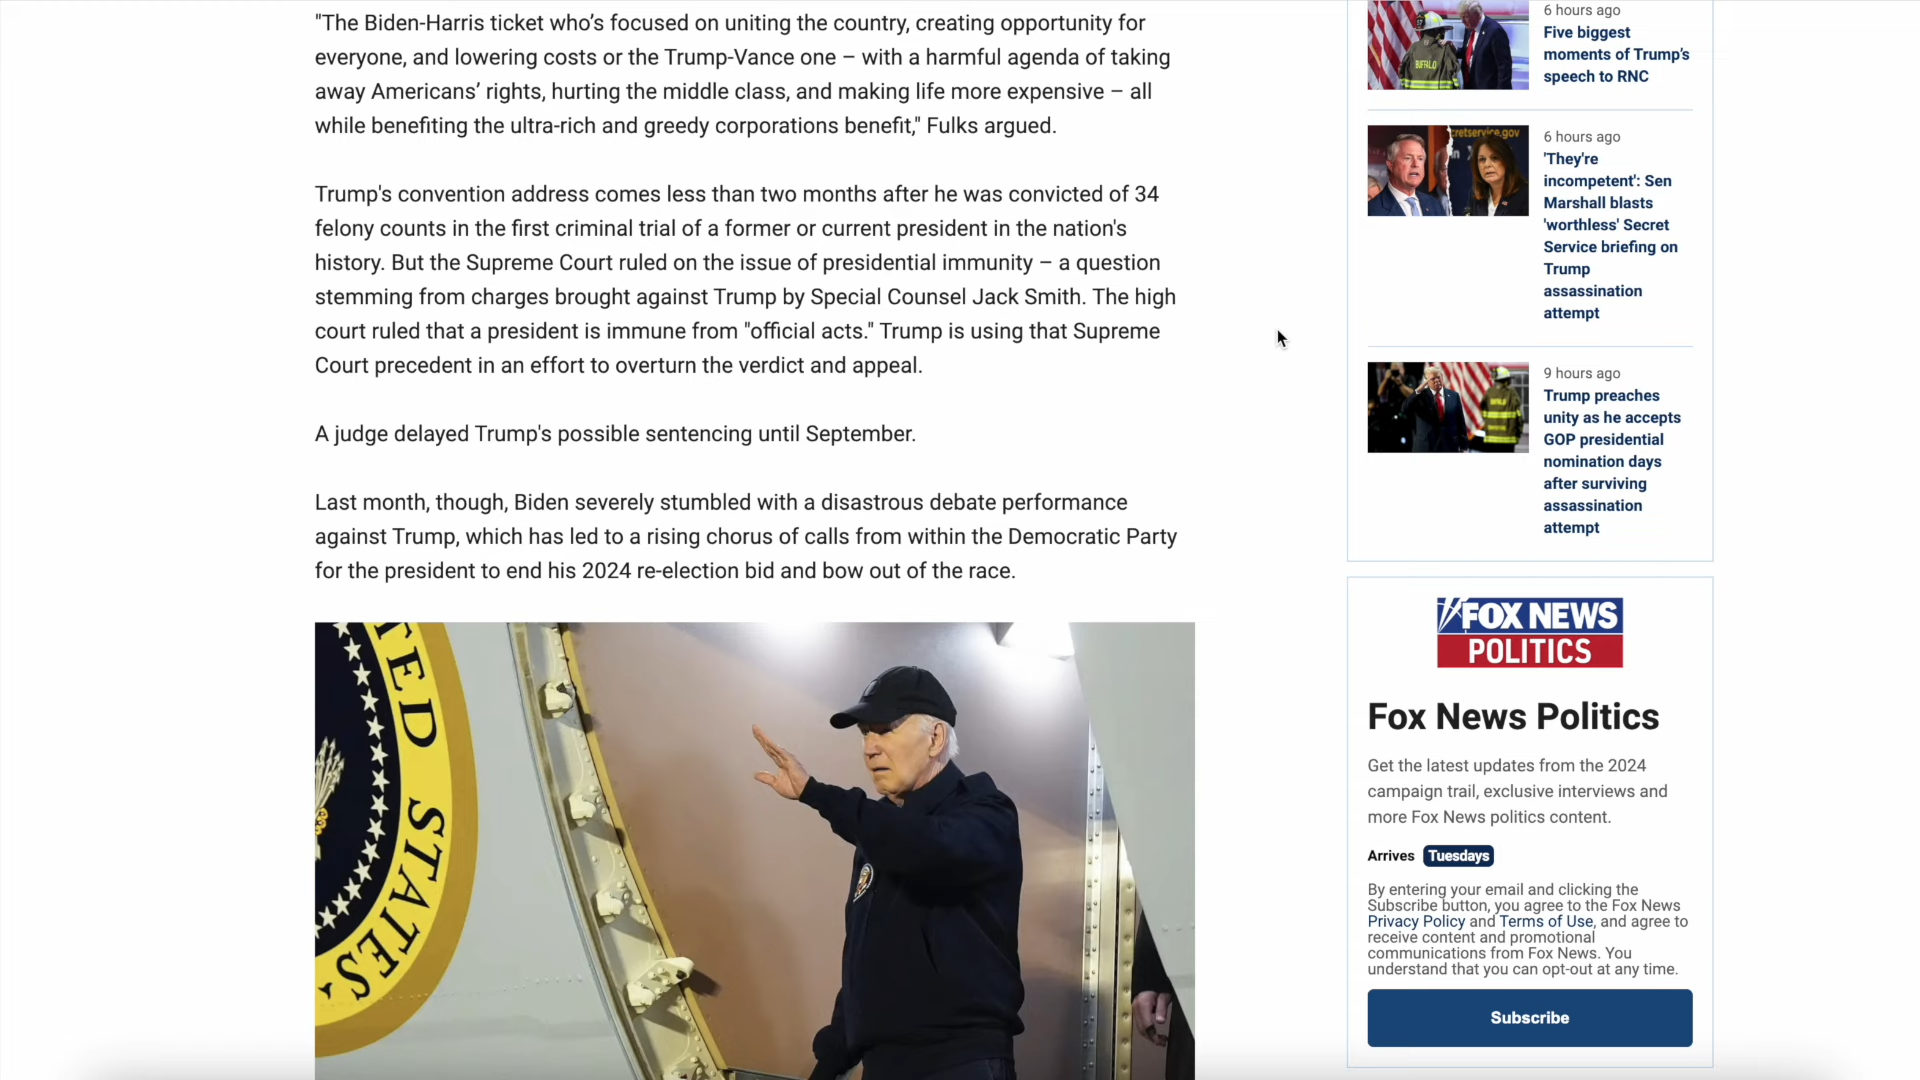 "The Biden-Harris ticket who’s focused on uniting the country, creating opportunity for
everyone, and lowering costs or the Trump-Vance one – with a harmful agenda of taking
away Americans’ rights, hurting the middle class, and making life more expensive – all
while benefiting the ultra-rich and greedy corporations benefit," Fulks argued.
Trump's convention address comes less than two months after he was convicted of 34
felony counts in the first criminal trial of a former or current president in the nation's
history. But the Supreme Court ruled on the issue of presidential immunity – a question
stemming from charges brought against Trump by Special Counsel Jack Smith. The high
court ruled that a president is immune from "official acts." Trump is using that Supreme
Court precedent in an effort to overturn the verdict and appeal.
A judge delayed Trump's possible sentencing until September.
Last month, though, Biden severely stumbled with a disastrous debate performance
against Trump, which has led to a rising chorus of calls from within the Democratic Party
for the president to end his 2024 re-election bid and bow out of the race.
TED STATES
BUFFALO
6 hours ago
Five biggest
moments of Trump’s
speech to RNC
cretservice.gov
6 hours ago
'They're
incompetent': Sen
Marshall blasts
'worthless' Secret
Service briefing on
Trump
assassination
attempt
9 hours ago
Trump preaches
unity as he accepts
GOP presidential
nomination days
after surviving
assassination
attempt
FOX NEWS
POLITICS
Fox News Politics
Get the latest updates from the 2024
campaign trail, exclusive interviews and
more Fox News politics content.
Arrives Tuesdays
By entering your email and clicking the
Subscribe button, you agree to the Fox News
Privacy Policy and Terms of Use, and agree to
receive content and promotional
communications from Fox News. You
understand that you can opt-out at any time.
Subscribe